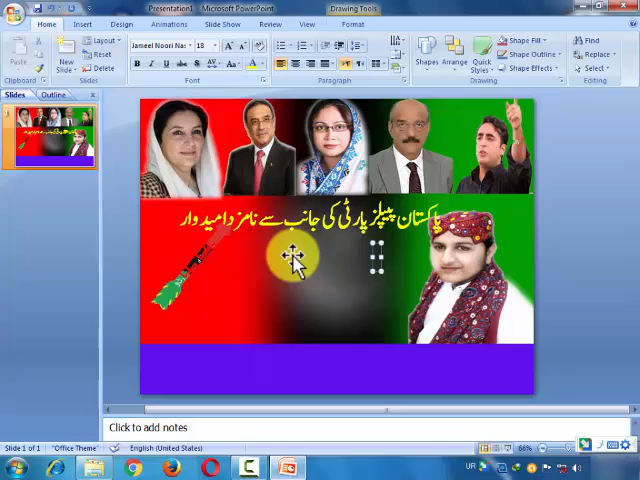 Presentation1 - Microsoft PowerPoint
Drawing Tools
Home
Insert
Design
Animations
Slide Show
Review
View
Format
Paste
New Slide
Layout
Reset
Delete
Jameel Noori Nas
18
Shapes
Arrange
Quick Styles
Shape Fill
Shape Outline
Shape Effects
Find
Replace
Select
Clipboard
Slides
Font
Paragraph
Drawing
Editing
Slides
Outline
1
پاکستان پیپلز پارٹی کی جانب سے نامزد امیدوار
Click to add notes
Slide 1 of 1
"Office Theme"
English (United States)
66%
UR